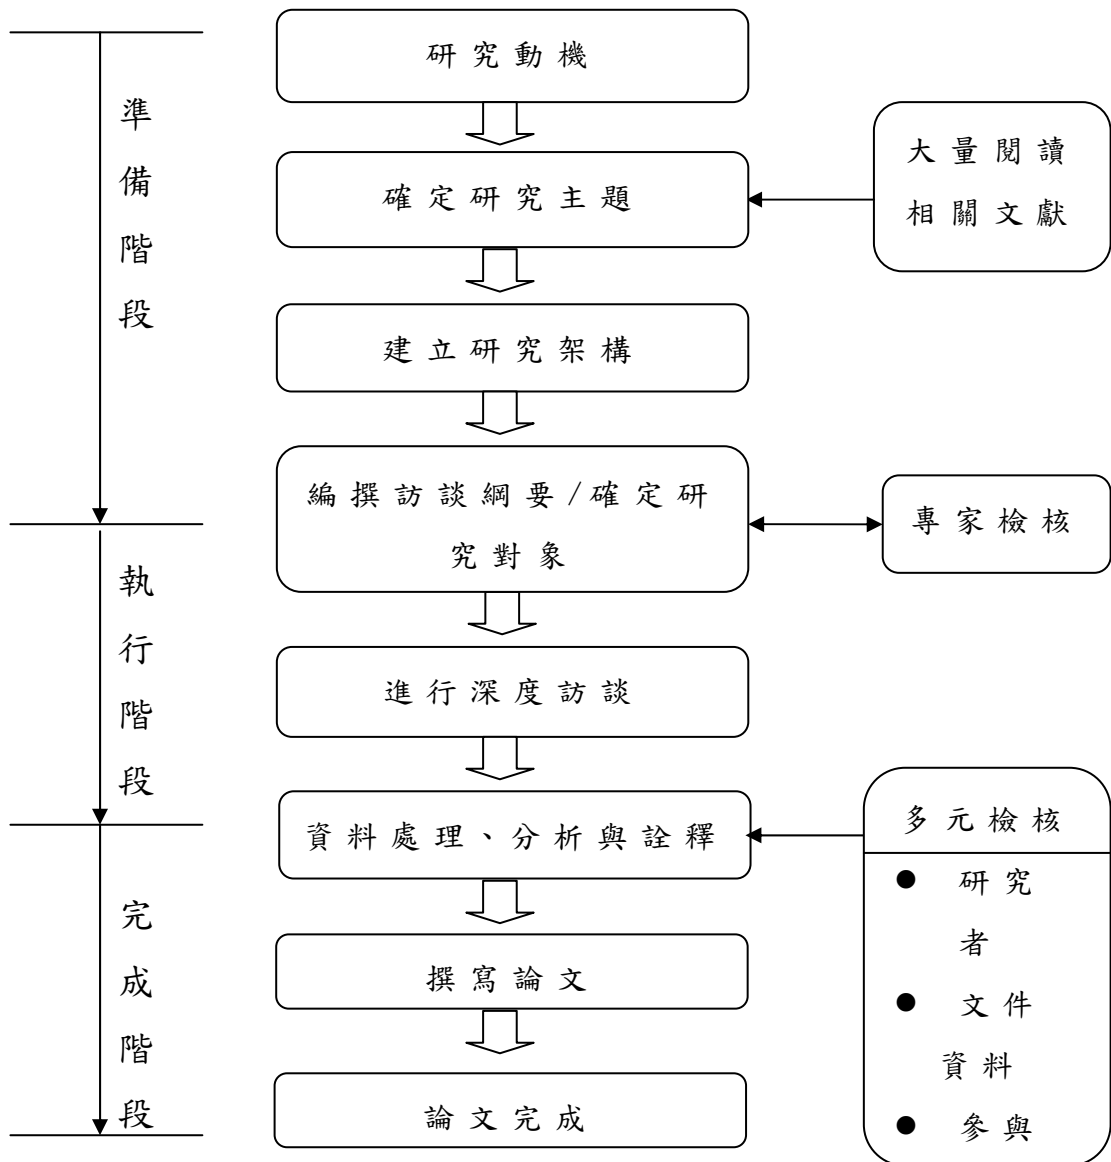 研究動機
準備階段
大量閱讀
相關文獻
確定研究主題
建立研究架構
編撰訪談綱要/確定研
究對象
專家檢核
執行階段
進行深度訪談
資料處理、分析與詮釋
多元檢核
● 研究
者
● 文件
資料
● 參與
完成階段
撰寫論文
論文完成